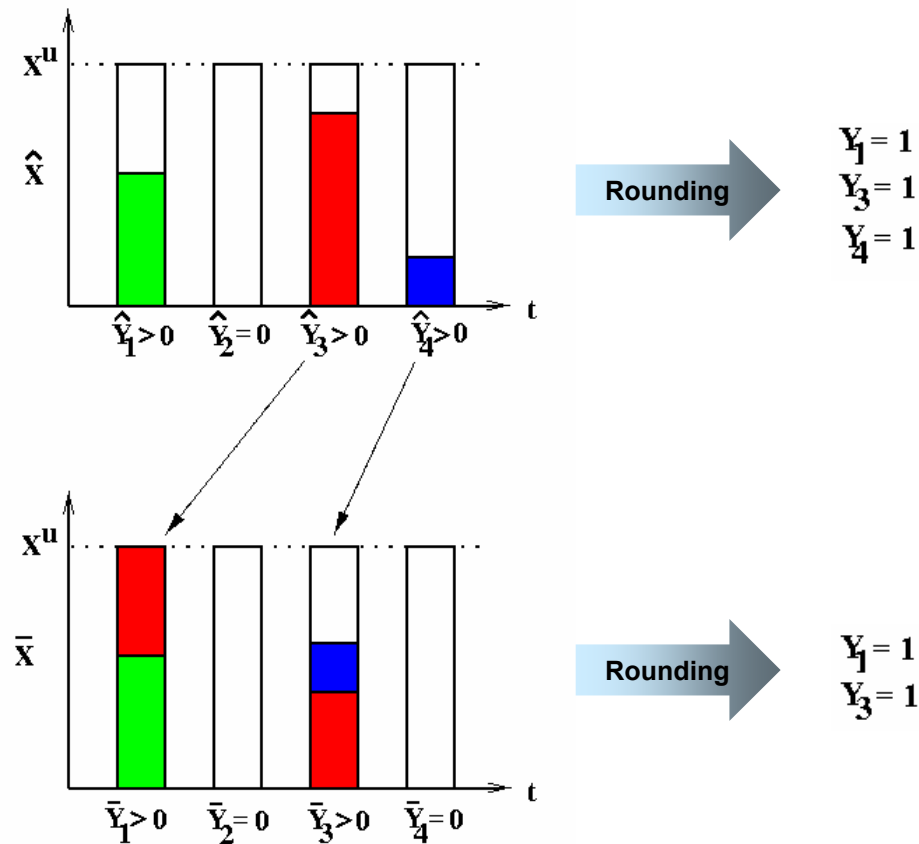 X^u
X̂
t
Ŷ₁ > 0 Ŷ₂ = 0 Ŷ₃ > 0 Ŷ₄ > 0
Rounding
Y₁ = 1
Y₃ = 1
Y₄ = 1
X^u
X̄
t
Ȳ₁ > 0 Ȳ₂ = 0 Ȳ₃ > 0 Ȳ₄ = 0
Rounding
Y₁ = 1
Y₃ = 1